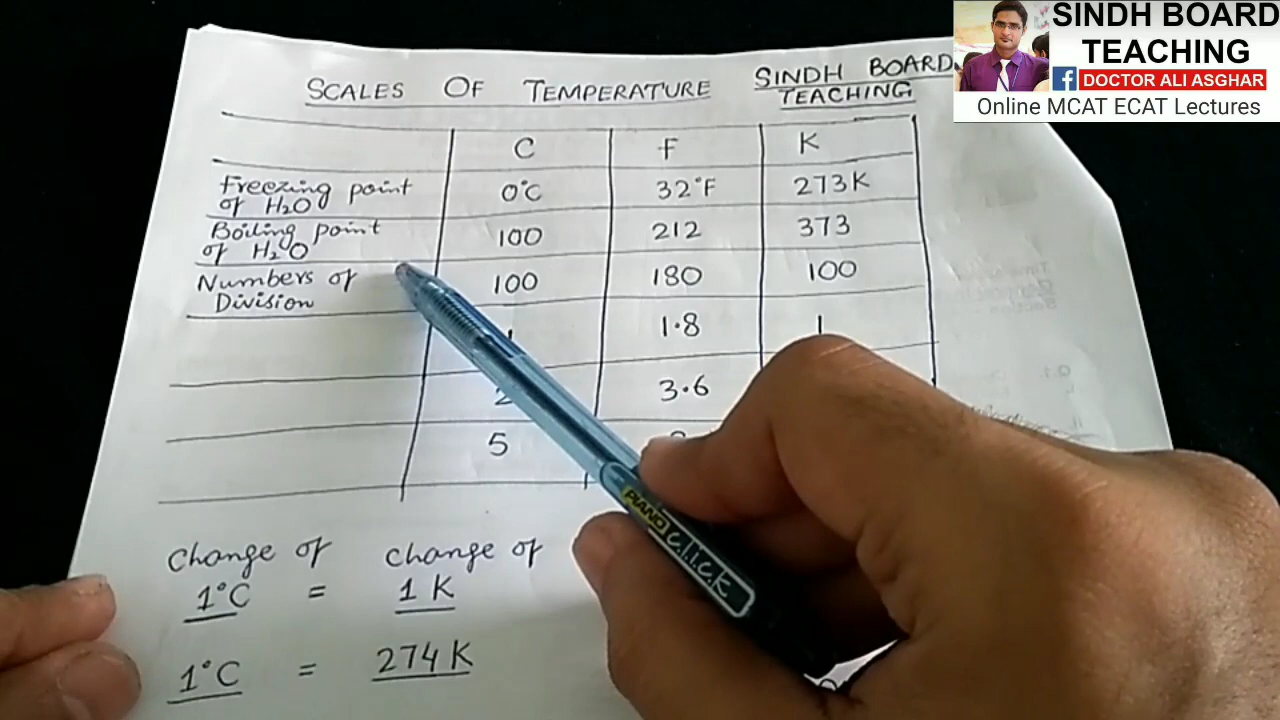 SINDH BOARD
TEACHING
f DOCTOR ALI ASGHAR
Online MCAT ECAT Lectures
SCALES OF TEMPERATURE SINDH BOARD
TEACHING
C F K
Freezing point
of H2O 0°C 32°F 273K
Boiling point
of H2O 100 212 373
Numbers of
Division 100 180 100
1.8
3.6
5
Change of change of
1°C = 1 K
1°C = 274 K
PIANO click